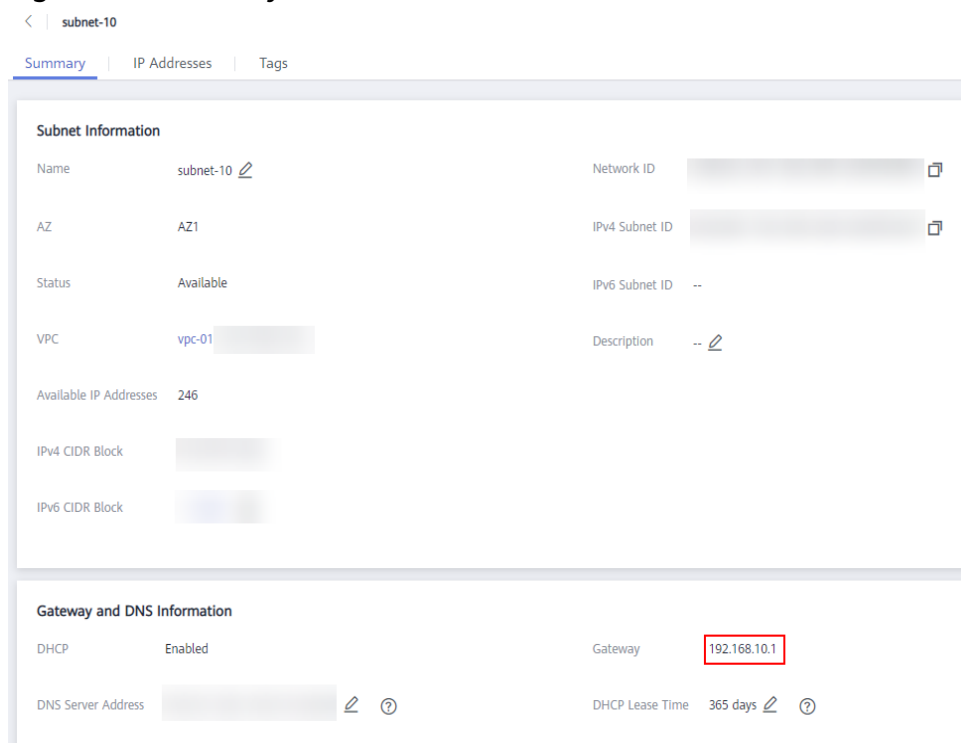 subnet-10
Summary IP Addresses Tags
Subnet Information
Name subnet-10 Network ID
AZ AZ1 IPv4 Subnet ID
Status Available IPv6 Subnet ID --
VPC vpc-01 Description --
Available IP Addresses 246
IPv4 CIDR Block
IPv6 CIDR Block
Gateway and DNS Information
DHCP Enabled Gateway 192.168.10.1
DNS Server Address DHCP Lease Time 365 days